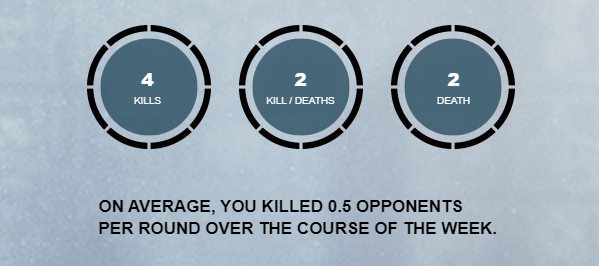 4 2 2
KILLS KILL / DEATHS DEATH
ON AVERAGE, YOU KILLED 0.5 OPPONENTS
PER ROUND OVER THE COURSE OF THE WEEK.